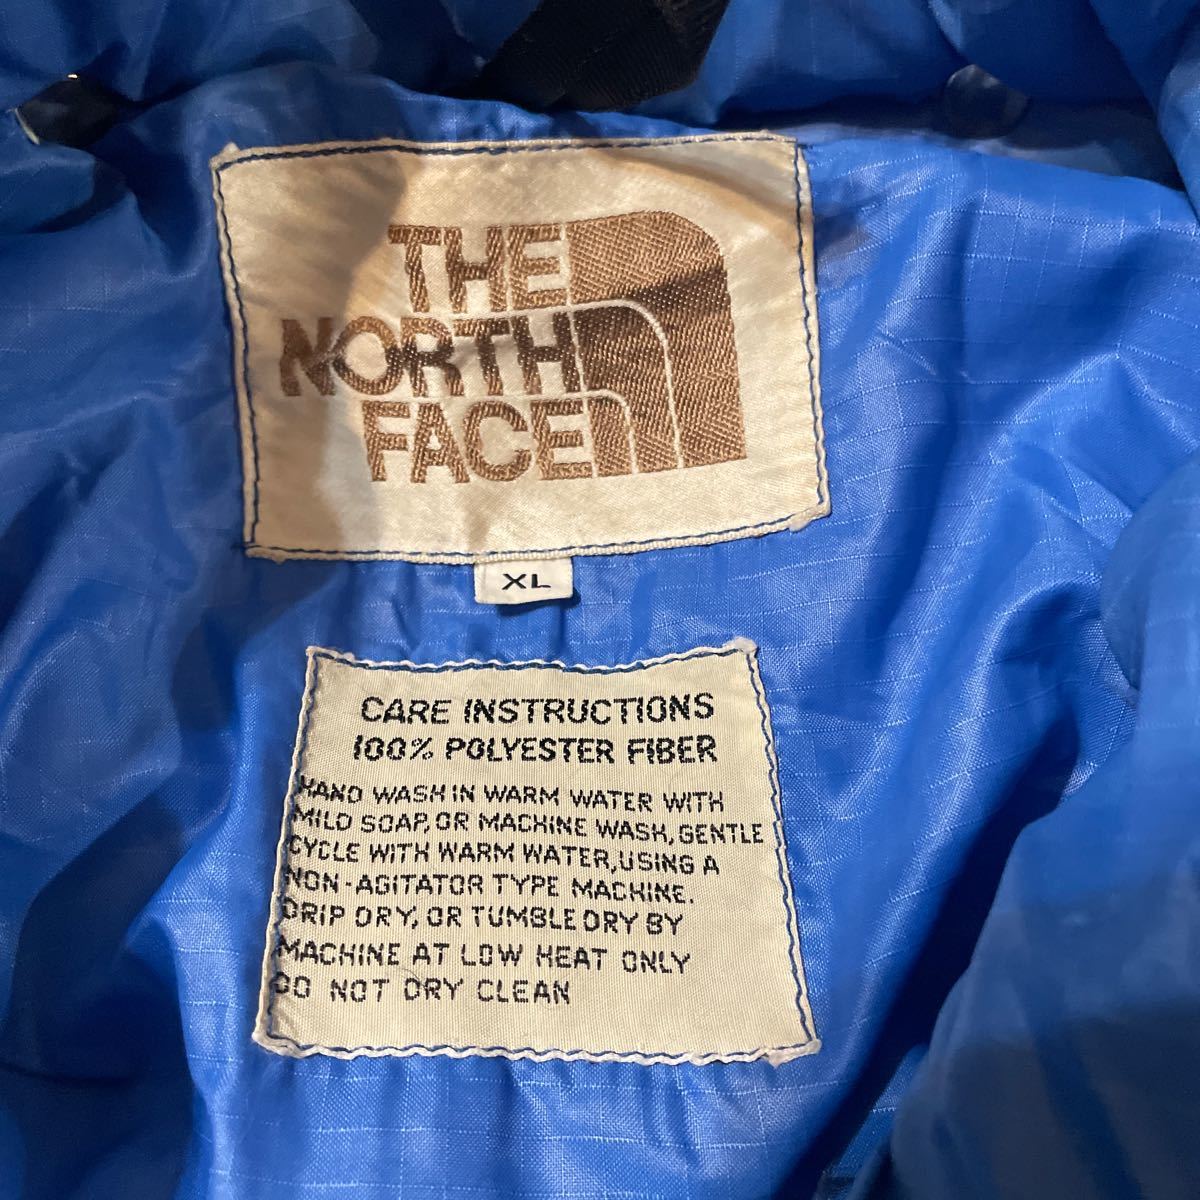 THE
NORTH
FACE
XL
CARE INSTRUCTIONS
100% POLYESTER FIBER
HAND WASH IN WARM WATER WITH
MILD SOAP, OR MACHINE WASH, GENTLE
CYCLE WITH WARM WATER, USING A
NON-AGITATOR TYPE MACHINE.
DRIP DRY, OR TUMBLE DRY BY
MACHINE AT LOW HEAT ONLY
DO NOT DRY CLEAN